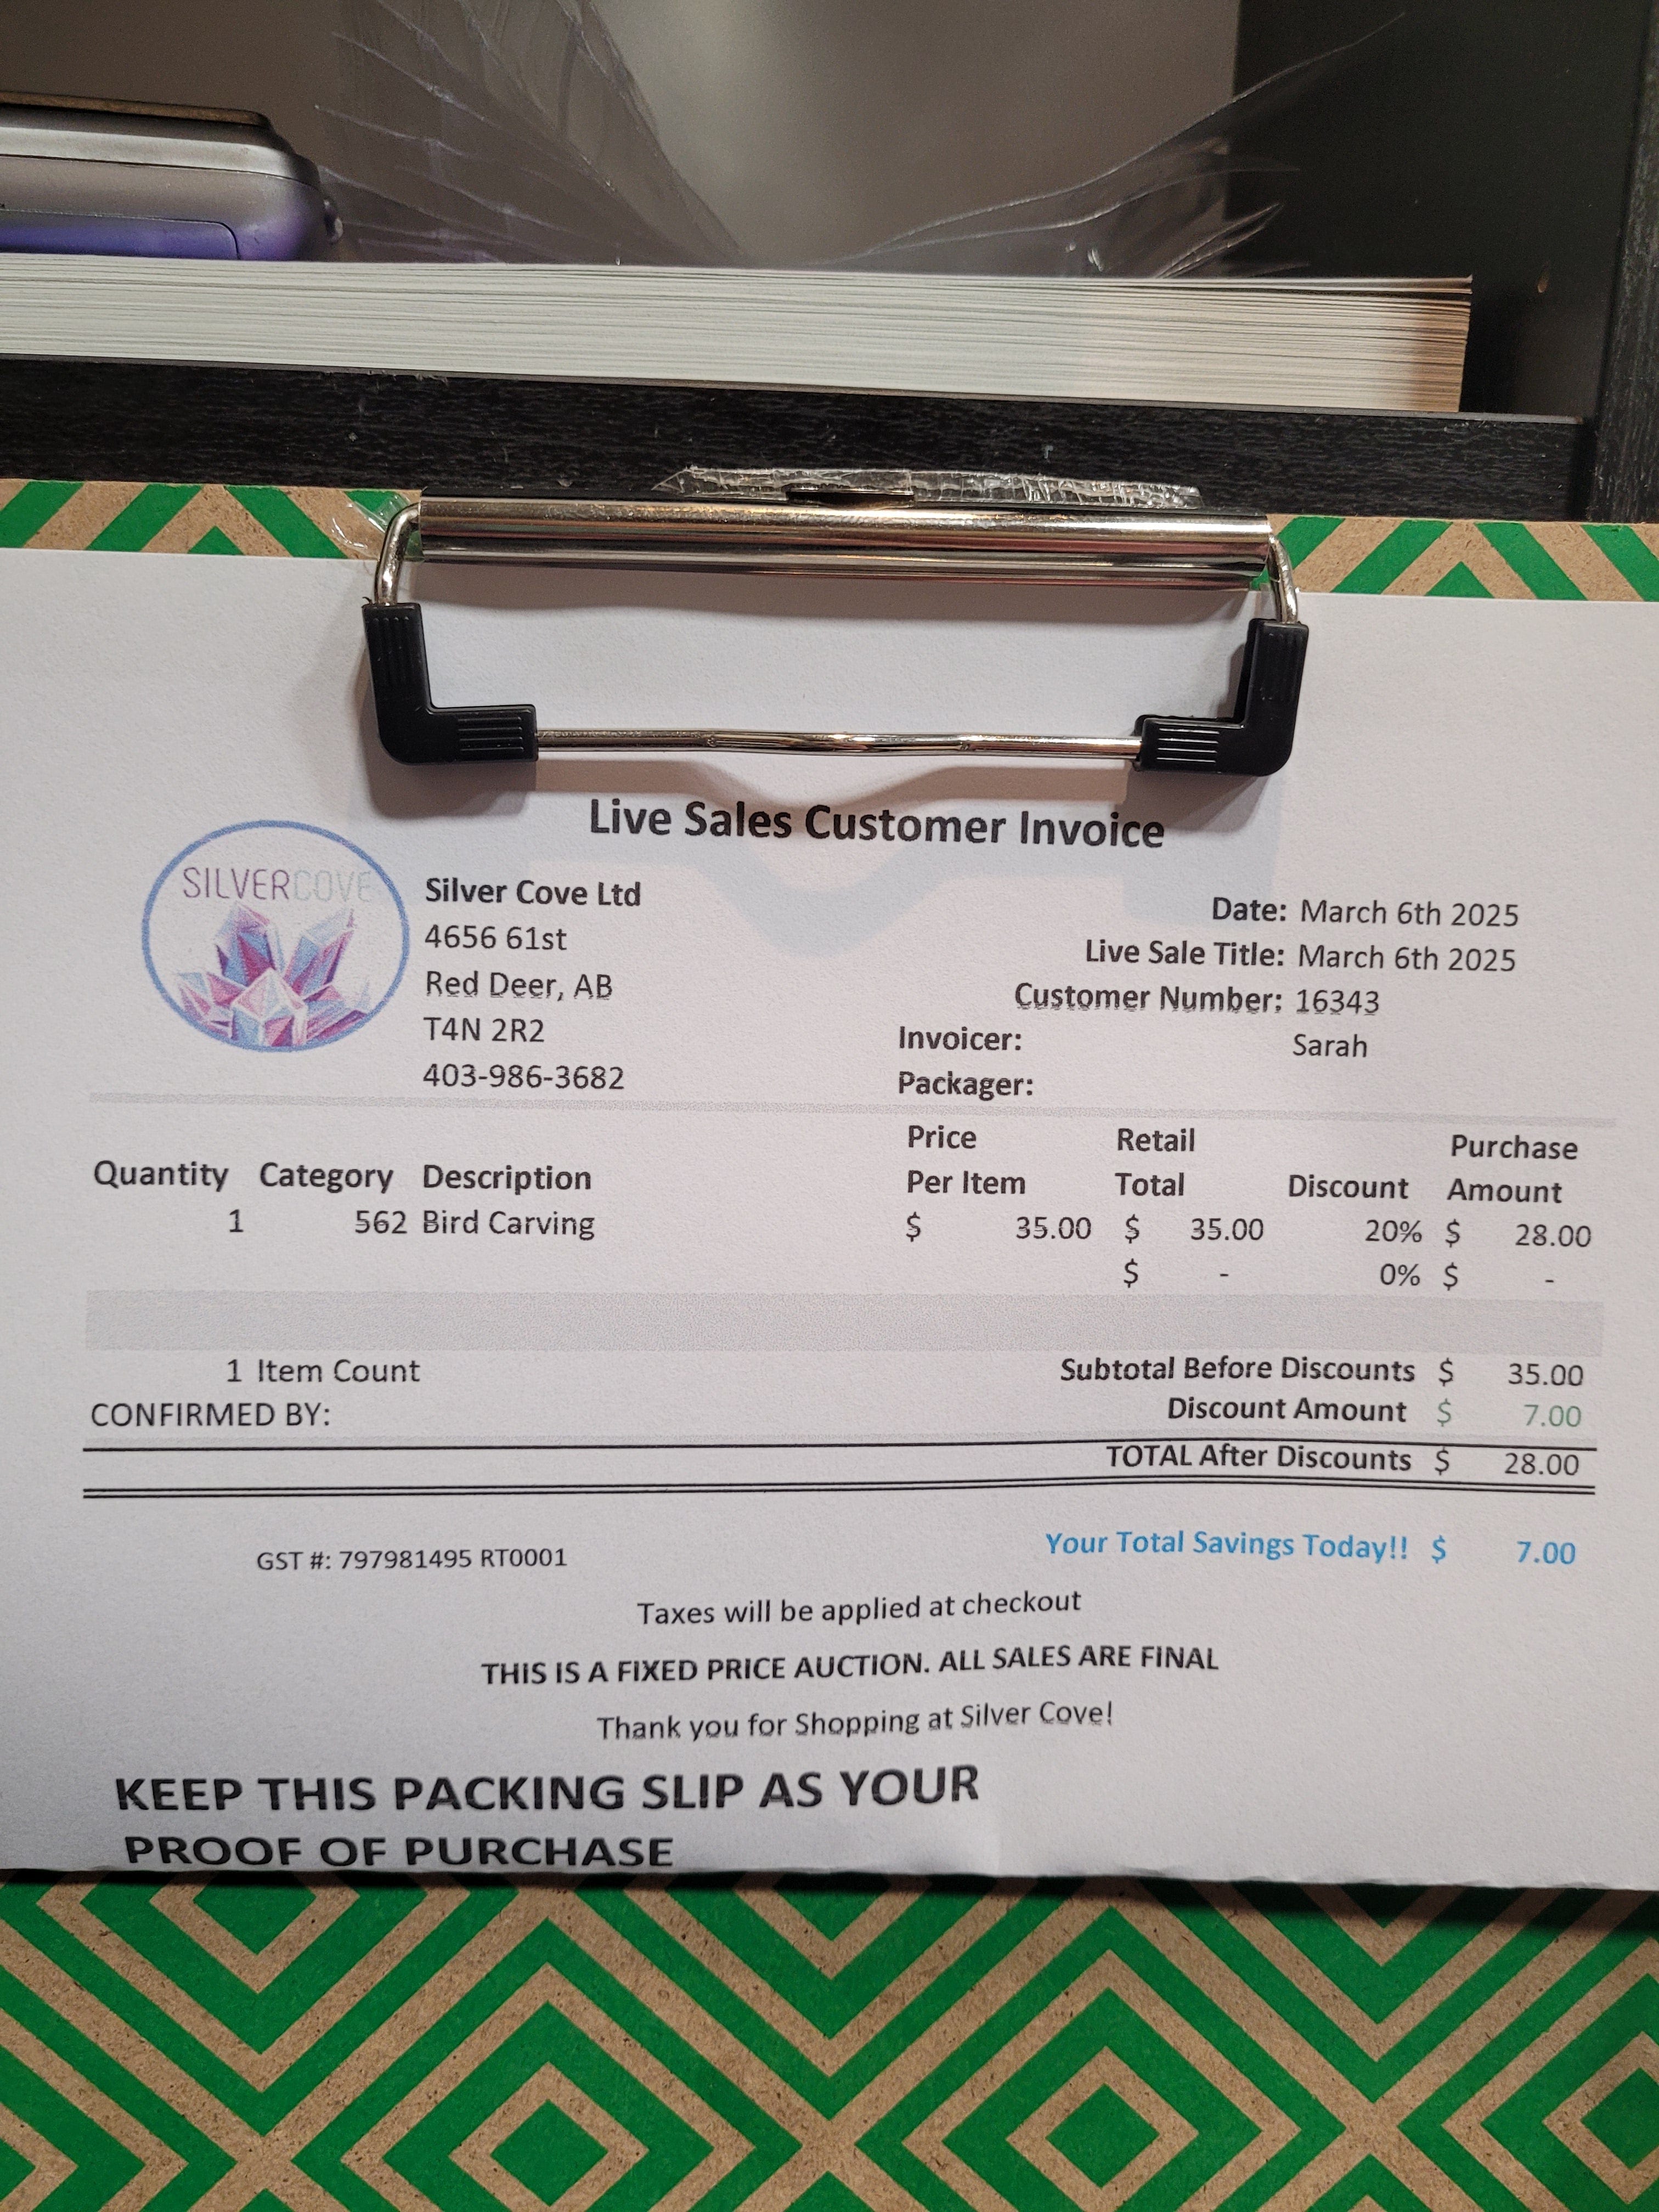 Live Sales Customer Invoice
SILVERCOVE
Silver Cove Ltd
4656 61st
Red Deer, AB
T4N 2R2
403-986-3682
Date: March 6th 2025
Live Sale Title: March 6th 2025
Customer Number: 16343
Invoicer: Sarah
Packager:
Quantity Category Description Price Per Item Retail Total Discount Purchase Amount
1 562 Bird Carving $ 35.00 $ 35.00 20% $ 28.00
$ - 0% $ -
1 Item Count Subtotal Before Discounts $ 35.00
CONFIRMED BY: Discount Amount $ 7.00
TOTAL After Discounts $ 28.00
GST #: 797981495 RT0001 Your Total Savings Today!! $ 7.00
Taxes will be applied at checkout
THIS IS A FIXED PRICE AUCTION. ALL SALES ARE FINAL
Thank you for Shopping at Silver Cove!
KEEP THIS PACKING SLIP AS YOUR
PROOF OF PURCHASE